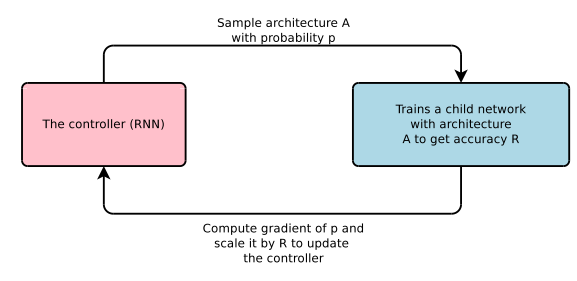 Sample architecture A
with probability p
The controller (RNN)
Trains a child network
with architecture
A to get accuracy R
Compute gradient of p and
scale it by R to update
the controller